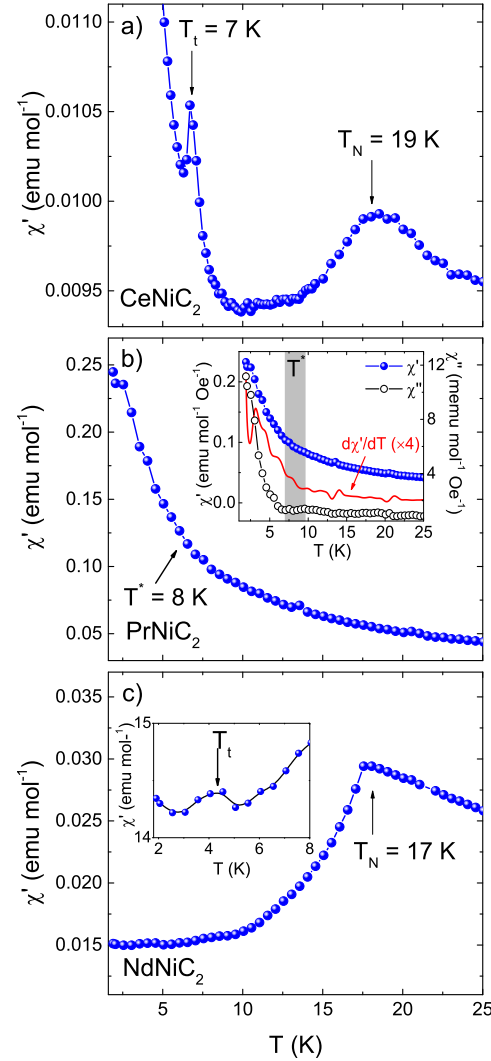 a)
T_t = 7 K
T_N = 19 K
0.0110
0.0105
0.0100
0.0095
χ' (emu mol⁻¹)
CeNiC₂
b)
T* = 8 K
0.25
0.20
0.15
0.10
0.05
χ' (emu mol⁻¹)
PrNiC₂
T*
χ'
χ''
dχ'/dT (×4)
0.2
0.1
0.0
χ' (emu mol⁻¹ Oe⁻¹)
12
8
4
χ'' (memu mol⁻¹ Oe⁻¹)
5 10 15 20 25
T (K)
c)
0.035
0.030
0.025
0.020
0.015
χ' (emu mol⁻¹)
T_N = 17 K
NdNiC₂
15
14
χ' (emu mol⁻¹)
T_t
2 4 6 8
T (K)
5 10 15 20 25
T (K)